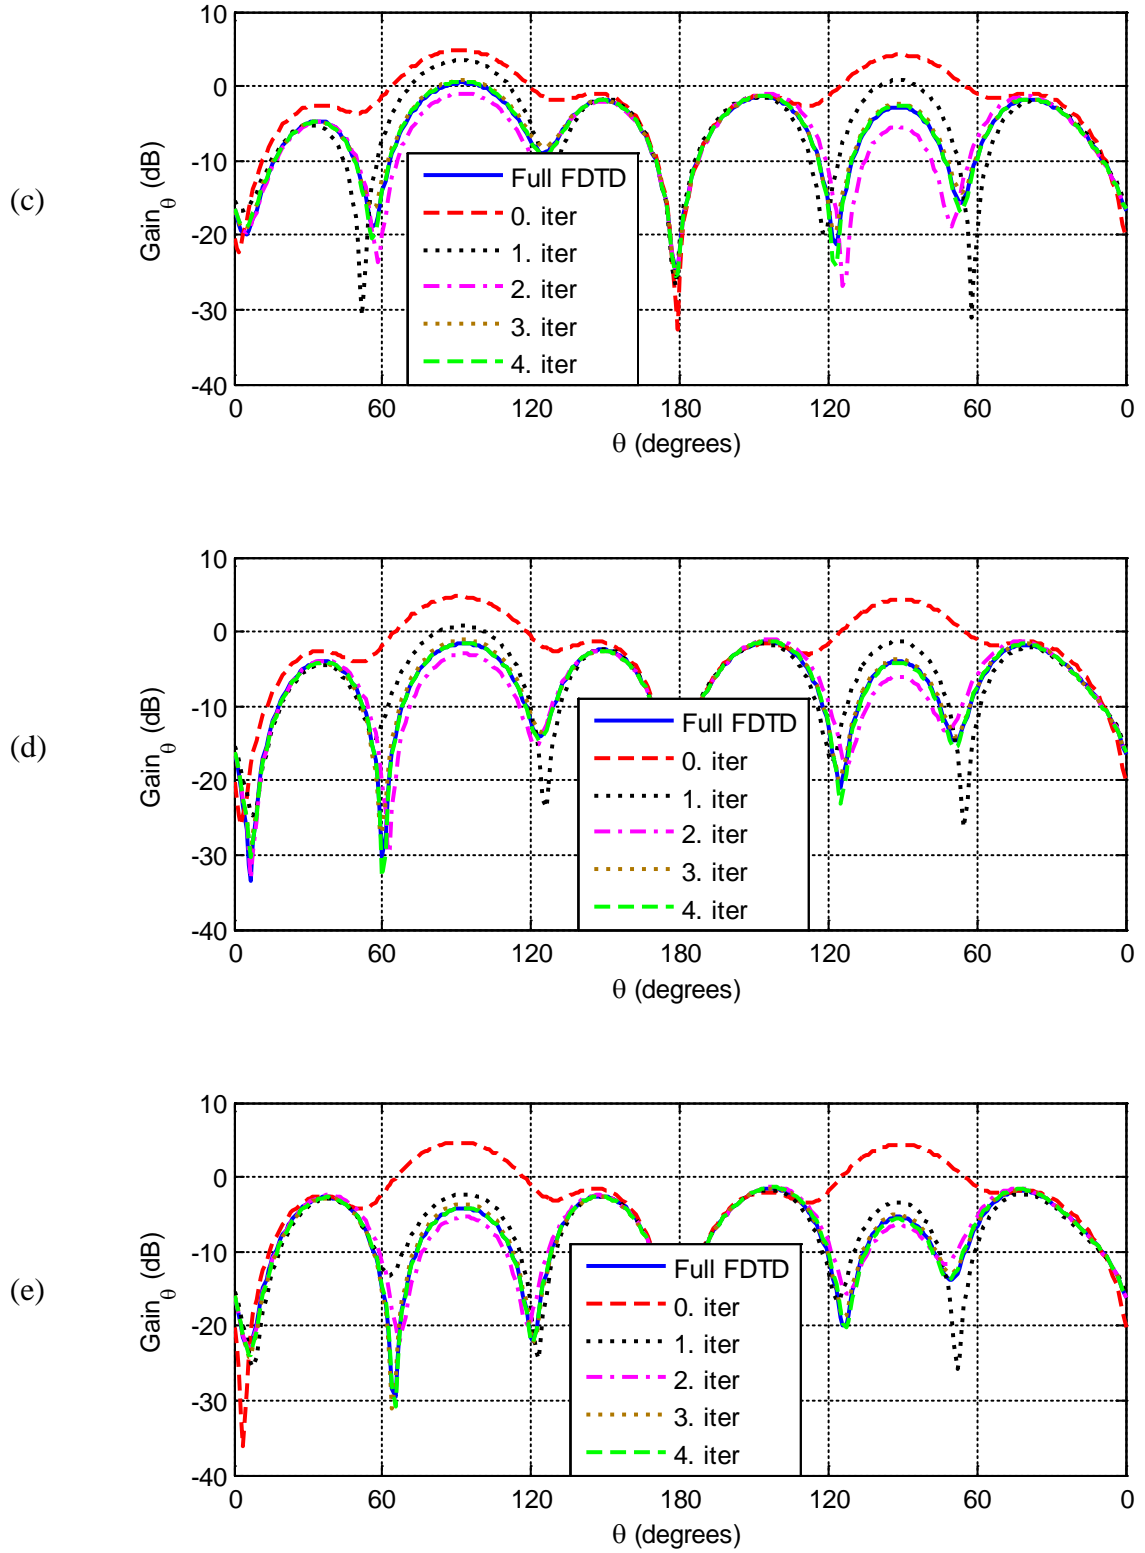 (c)
Gainθ (dB)
10
0
-10
-20
-30
-40
Full FDTD
0. iter
1. iter
2. iter
3. iter
4. iter
0 60 120 180 120 60 0
θ (degrees)
(d)
Gainθ (dB)
10
0
-10
-20
-30
-40
Full FDTD
0. iter
1. iter
2. iter
3. iter
4. iter
0 60 120 180 120 60 0
θ (degrees)
(e)
Gainθ (dB)
10
0
-10
-20
-30
-40
Full FDTD
0. iter
1. iter
2. iter
3. iter
4. iter
0 60 120 180 120 60 0
θ (degrees)